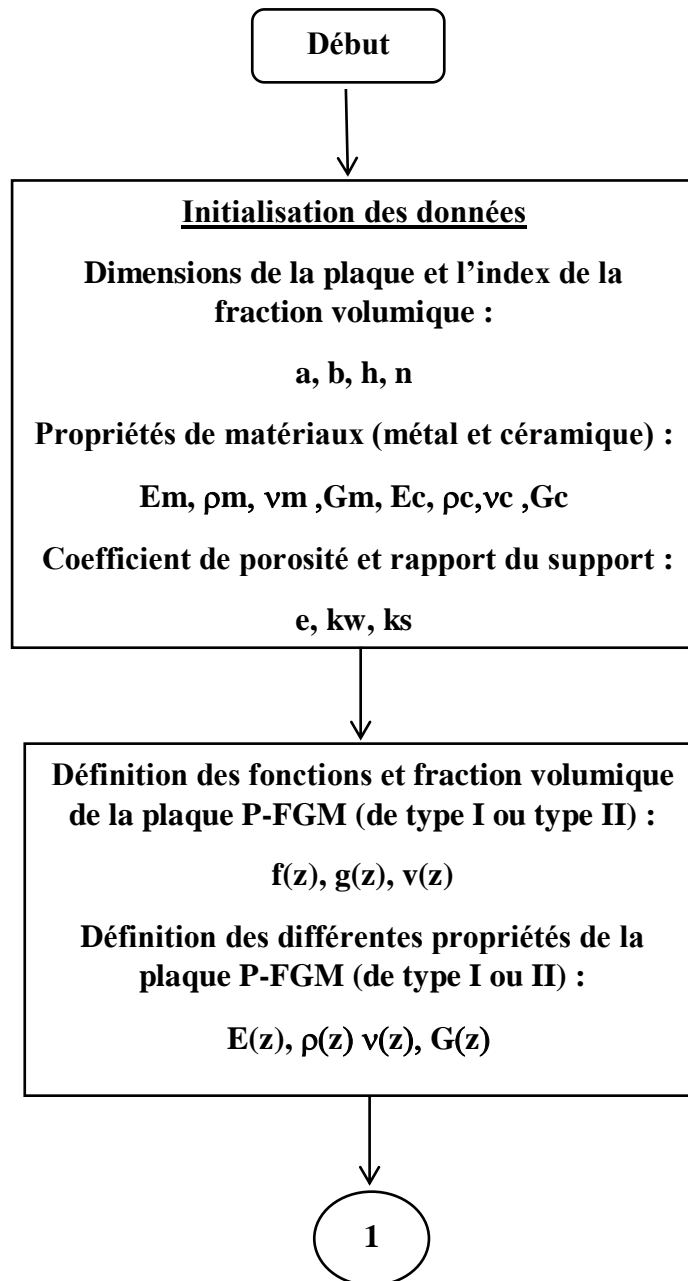 Début
Initialisation des données
Dimensions de la plaque et l’index de la
fraction volumique :
a, b, h, n
Propriétés de matériaux (métal et céramique) :
Em, ρm, νm ,Gm, Ec, ρc,νc ,Gc
Coefficient de porosité et rapport du support :
e, kw, ks
Définition des fonctions et fraction volumique
de la plaque P-FGM (de type I ou type II) :
f(z), g(z), v(z)
Définition des différentes propriétés de la
plaque P-FGM (de type I ou II) :
E(z), ρ(z) ν(z), G(z)
1